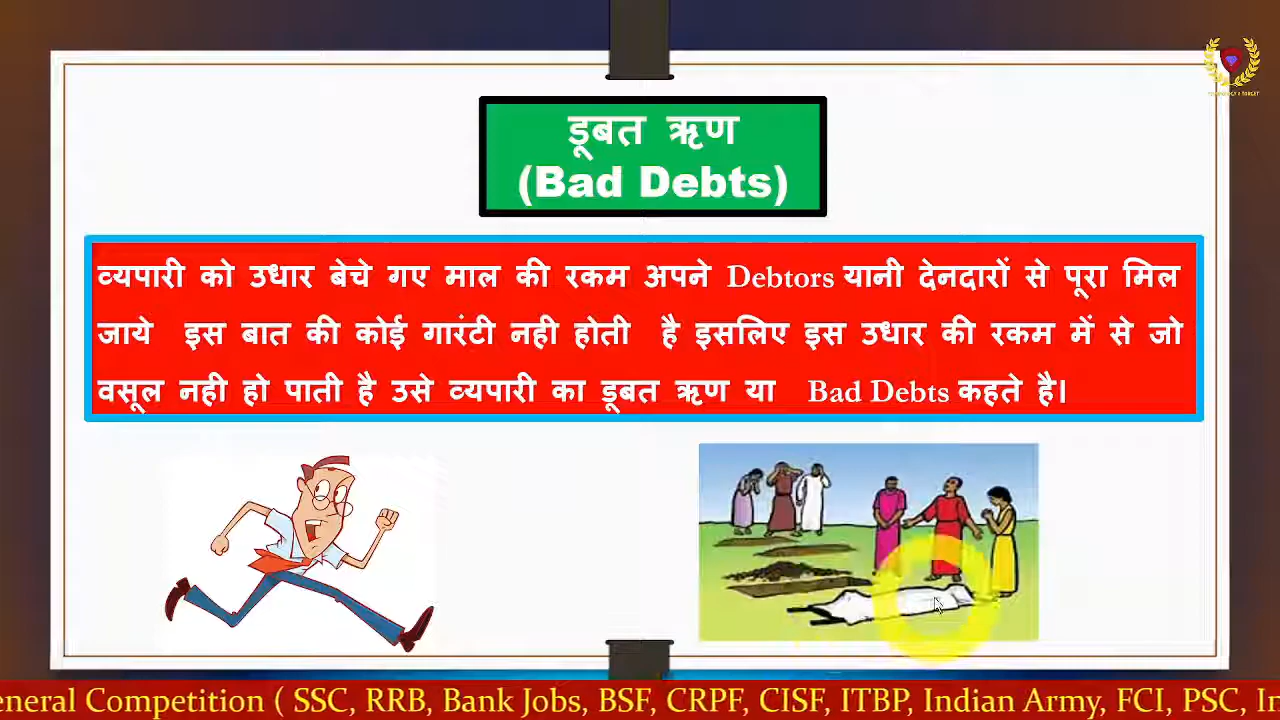 डूबत ऋण
(Bad Debts)
व्यपारी को उधार बेचे गए माल की रकम अपने Debtors यानी देनदारों से पूरा मिल
जाये इस बात की कोई गारंटी नही होती है इसलिए इस उधार की रकम में से जो
वसूल नही हो पाती है उसे व्यपारी का डूबत ऋण या Bad Debts कहते है।
eneral Competition ( SSC, RRB, Bank Jobs, BSF, CRPF, CISF, ITBP, Indian Army, FCI, PSC, In